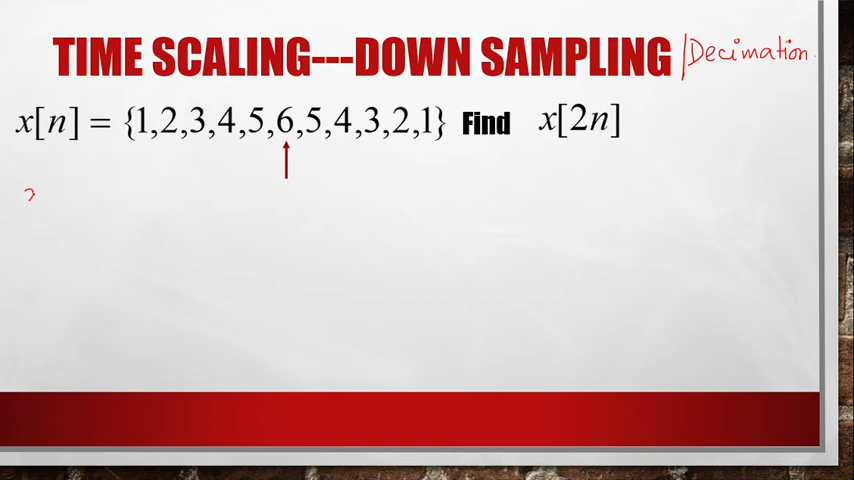 TIME SCALING---DOWN SAMPLING /Decimation.
x[n] = {1,2,3,4,5,6,5,4,3,2,1} Find x[2n]